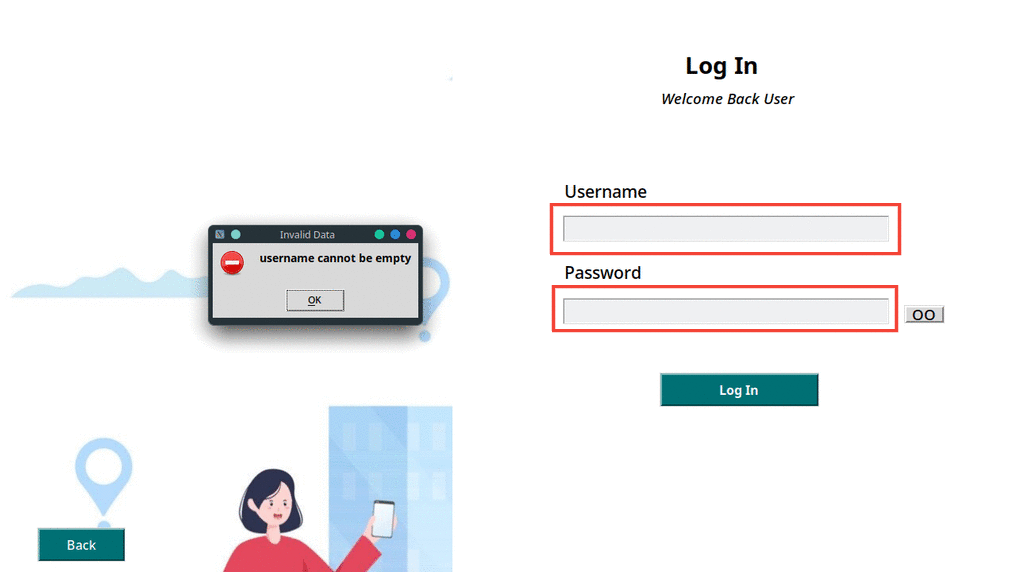 Log In
Welcome Back User
Username
Invalid Data
username cannot be empty
OK
Password
OO
Log In
Back